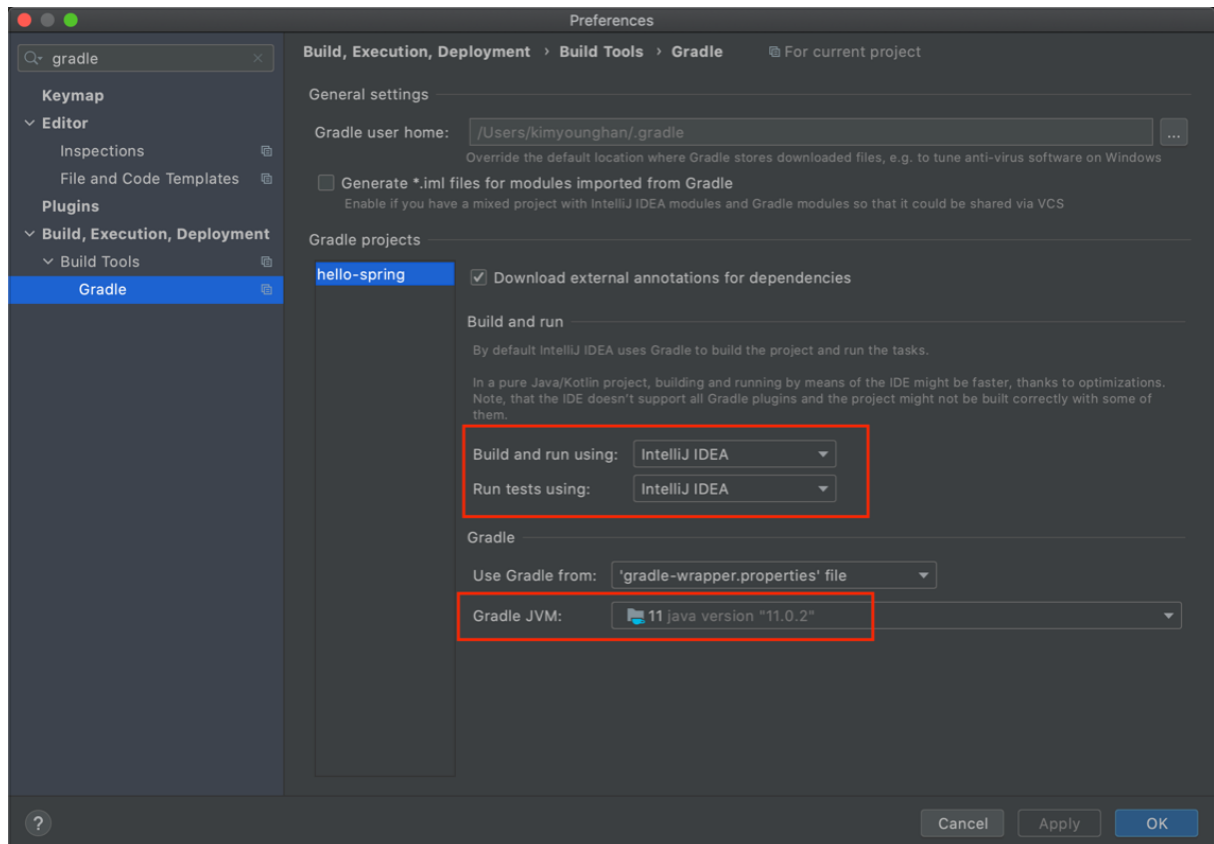 Preferences
gradle
Keymap
Editor
Inspections
File and Code Templates
Plugins
Build, Execution, Deployment
Build Tools
Gradle
Build, Execution, Deployment › Build Tools › Gradle For current project
General settings
Gradle user home: /Users/kimyounghan/.gradle ...
Override the default location where Gradle stores downloaded files, e.g. to tune anti-virus software on Windows
Generate *.iml files for modules imported from Gradle
Enable if you have a mixed project with IntelliJ IDEA modules and Gradle modules so that it could be shared via VCS
Gradle projects
hello-spring
Download external annotations for dependencies
Build and run
By default IntelliJ IDEA uses Gradle to build the project and run the tasks.
In a pure Java/Kotlin project, building and running by means of the IDE might be faster, thanks to optimizations.
Note, that the IDE doesn't support all Gradle plugins and the project might not be built correctly with some of
them.
Build and run using: IntelliJ IDEA
Run tests using: IntelliJ IDEA
Gradle
Use Gradle from: 'gradle-wrapper.properties' file
Gradle JVM: 11 java version "11.0.2"
? Cancel Apply OK